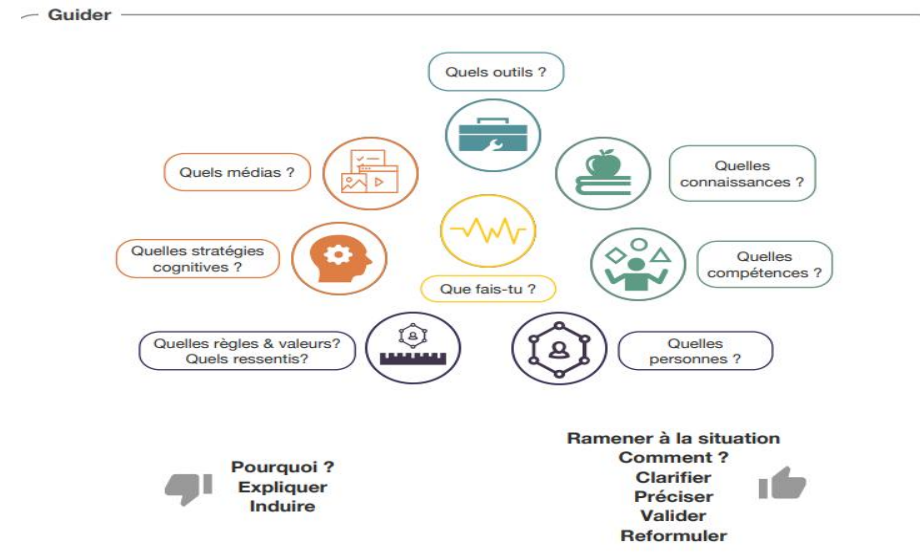 Guider
Quels outils ?
Quels médias ?
Quelles
connaissances ?
Quelles stratégies
cognitives ?
Que fais-tu ?
Quelles
compétences ?
Quelles règles & valeurs?
Quels ressentis?
Quelles
personnes ?
Pourquoi ?
Expliquer
Induire
Ramener à la situation
Comment ?
Clarifier
Préciser
Valider
Reformuler